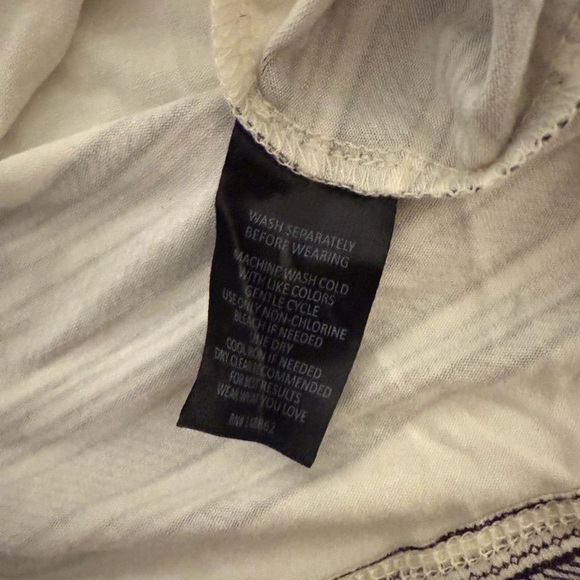 WASH SEPARATELY
BEFORE WEARING
MACHINE WASH COLD
WITH LIKE COLORS
GENTLE CYCLE
USE ONLY NON-CHLORINE
BLEACH IF NEEDED
LINE DRY
COOL IRON IF NEEDED
DRY CLEAN RECOMMENDED
FOR BEST RESULTS
WEAR WHAT YOU LOVE
RN#